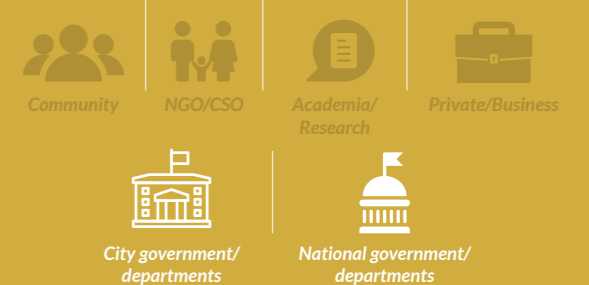 Community
NGO/CSO
Academia/
Research
Private/Business
City government/
departments
National government/
departments